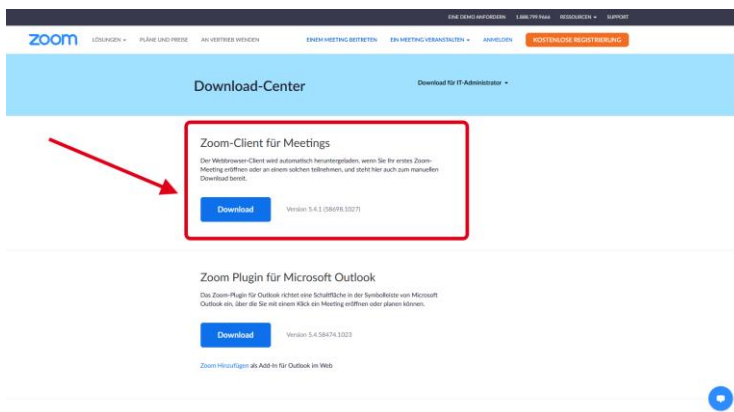 EINE DEMO ANFORDERN 1.888.799.9666 RESSOURCEN SUPPORT
zoom LÖSUNGEN PLÄNE UND PREISE AN VERTRIEB WENDEN EINEM MEETING BEITRETEN EIN MEETING VERANSTALTEN ANMELDEN KOSTENLOSE REGISTRIERUNG
Download-Center Download für IT-Administrator
Zoom-Client für Meetings
Der Webbrowser-Client wird automatisch heruntergeladen, wenn Sie Ihr erstes Zoom-
Meeting eröffnen oder an einem solchen teilnehmen, und steht hier auch zum manuellen
Download bereit.
Download Version 5.4.1 (58698.1027)
Zoom Plugin für Microsoft Outlook
Das Zoom-Plugin für Outlook richtet eine Schaltfläche in der Symbolleiste von Microsoft
Outlook ein, über die Sie mit einem Klick ein Meeting eröffnen oder planen können.
Download Version 5.4.58474.1023
Zoom Hinzufügen als Add-In für Outlook im Web